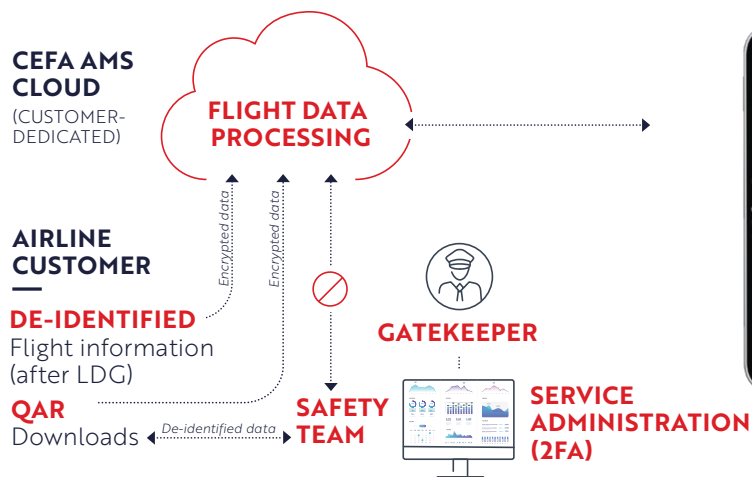 CEFA AMS
CLOUD
(CUSTOMER-
DEDICATED)
FLIGHT DATA
PROCESSING
Encrypted data
Encrypted data
AIRLINE
CUSTOMER
DE-IDENTIFIED
Flight information
(after LDG)
QAR
Downloads
De-identified data
SAFETY
TEAM
GATEKEEPER
SERVICE
ADMINISTRATION
(2FA)